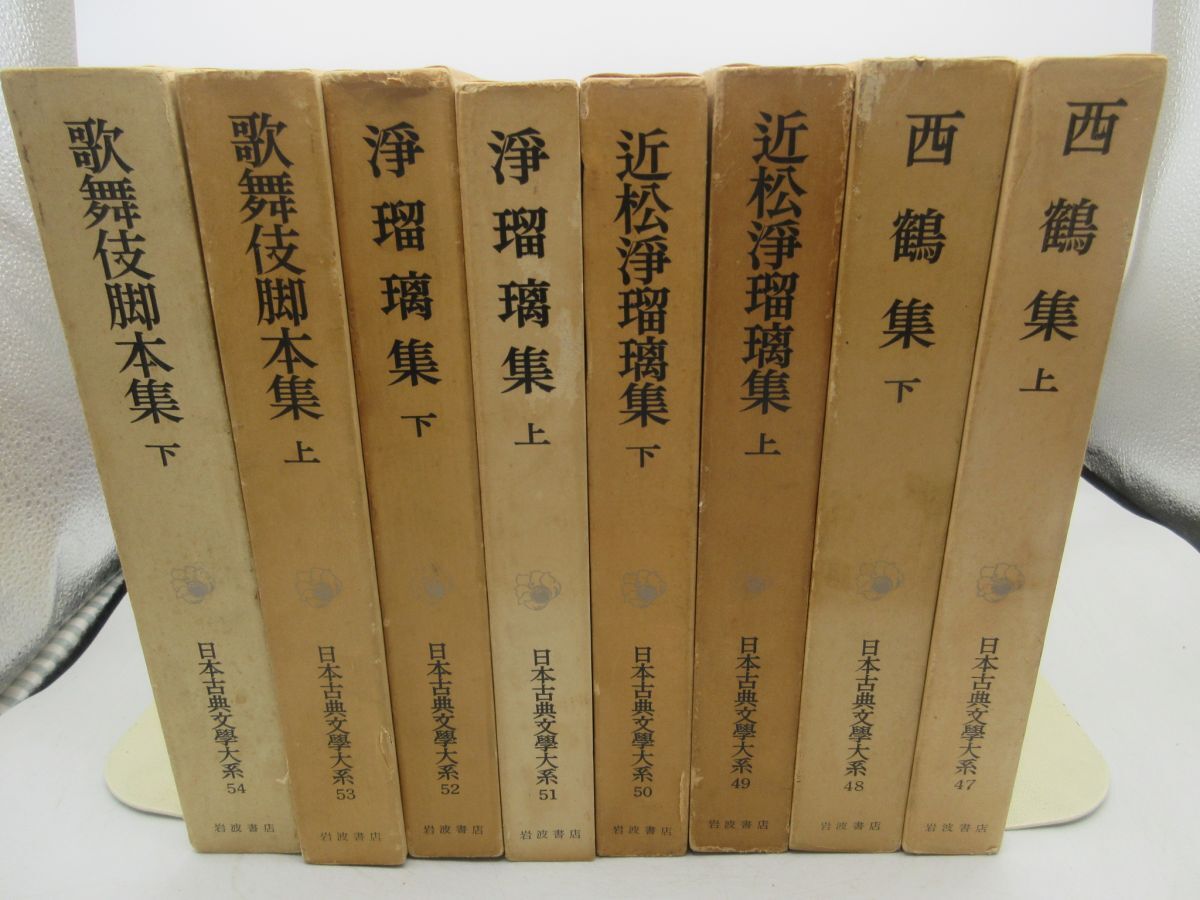 歌舞伎脚本集 下
日本古典文學大系 54
岩波書店
歌舞伎脚本集 上
日本古典文學大系 53
岩波書店
淨瑠璃集 下
日本古典文學大系 52
岩波書店
淨瑠璃集 上
日本古典文學大系 51
岩波書店
近松淨瑠璃集 下
日本古典文學大系 50
岩波書店
近松淨瑠璃集 上
日本古典文學大系 49
岩波書店
西鶴集 下
日本古典文學大系 48
岩波書店
西鶴集 上
日本古典文學大系 47
岩波書店